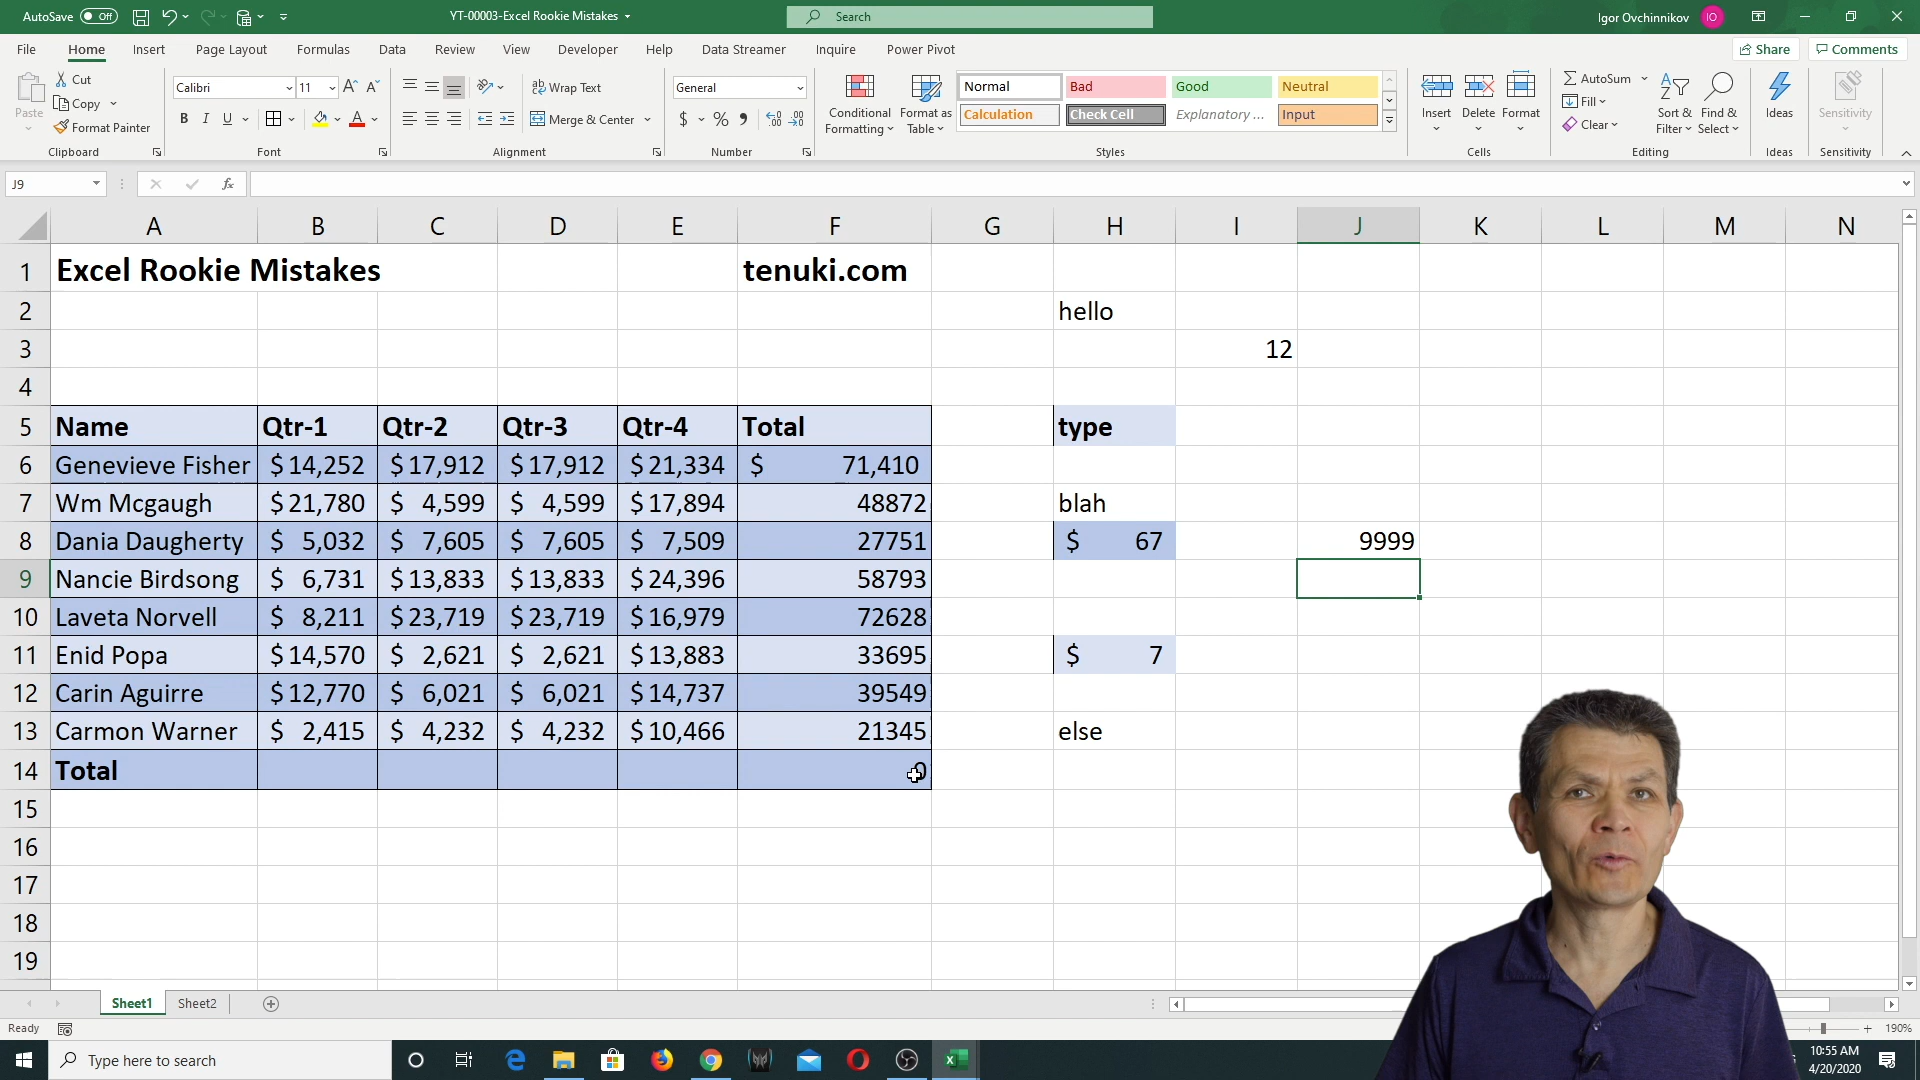 AutoSave Off YT-00003-Excel Rookie Mistakes Search Igor Ovchinnikov IO
File Home Insert Page Layout Formulas Data Review View Developer Help Data Streamer Inquire Power Pivot Share Comments
Paste
Cut
Copy
Format Painter
Clipboard
Calibri 11
B I U
Font
Wrap Text
Merge & Center
Alignment
General
$ %
Number
Conditional Formatting
Format as Table
Normal Bad Good Neutral
Calculation Check Cell Explanatory ... Input
Styles
Insert Delete Format
Cells
AutoSum
Fill
Clear
Sort & Filter
Find & Select
Editing
Ideas
Ideas
Sensitivity
Sensitivity
J9 fx
A B C D E F G H I J K L M N
1 Excel Rookie Mistakes tenuki.com
2 hello
3 12
4
5 Name Qtr-1 Qtr-2 Qtr-3 Qtr-4 Total type
6 Genevieve Fisher $14,252 $17,912 $17,912 $21,334 $ 71,410
7 Wm Mcgaugh $21,780 $ 4,599 $ 4,599 $17,894 48872 blah
8 Dania Daugherty $ 5,032 $ 7,605 $ 7,605 $ 7,509 27751 $ 67 9999
9 Nancie Birdsong $ 6,731 $13,833 $13,833 $24,396 58793
10 Laveta Norvell $ 8,211 $23,719 $23,719 $16,979 72628
11 Enid Popa $14,570 $ 2,621 $ 2,621 $13,883 33695 $ 7
12 Carin Aguirre $12,770 $ 6,021 $ 6,021 $14,737 39549
13 Carmon Warner $ 2,415 $ 4,232 $ 4,232 $10,466 21345 else
14 Total 0
15
16
17
18
19
Sheet1 Sheet2
Ready 190%
Type here to search 10:55 AM
4/20/2020